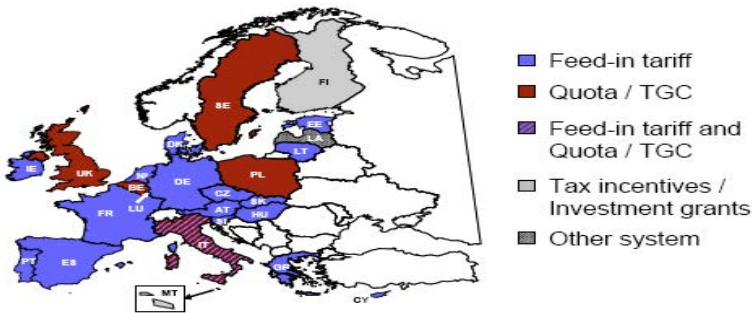 FI
SE
EE
LA
LT
DK
IE
UK
NL
BE
DE
PL
LU
CZ
SK
FR
AT
HU
SI
IT
PT
ES
GR
MT
CY
Feed-in tariff
Quota / TGC
Feed-in tariff and
Quota / TGC
Tax incentives /
Investment grants
Other system